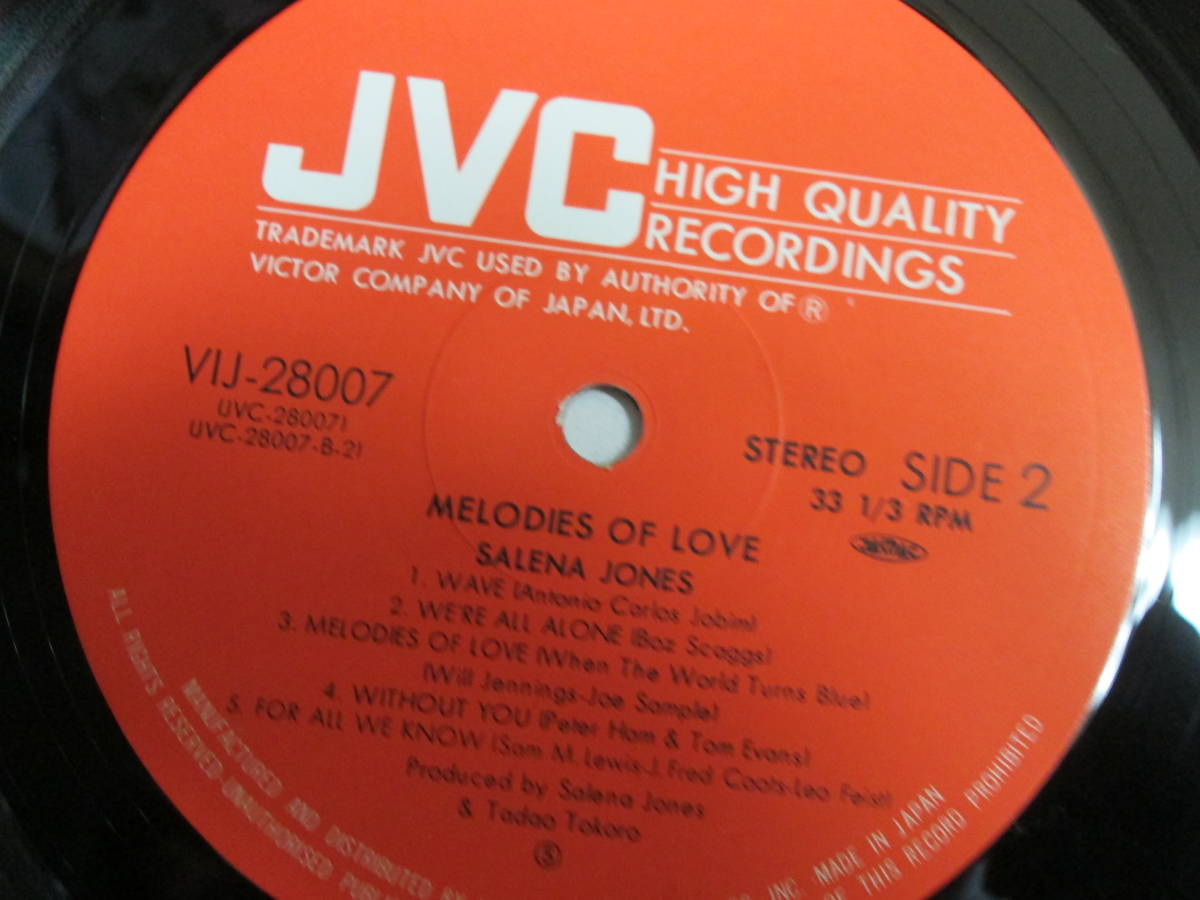 JVC HIGH QUALITY
RECORDINGS
TRADEMARK JVC USED BY AUTHORITY OF ®
VICTOR COMPANY OF JAPAN, LTD.
VIJ-28007
(JVC-28007)
(JVC-28007-B-2)
STEREO SIDE 2
33 1/3 RPM
MELODIES OF LOVE
SALENA JONES
1. WAVE (Antonio Carlos Jobim)
2. WE'RE ALL ALONE (Boz Scaggs)
3. MELODIES OF LOVE (When The World Turns Blue)
(Will Jennings-Joe Sample)
4. WITHOUT YOU (Peter Ham & Tom Evans)
5. FOR ALL WE KNOW (Sam M. Lewis-J. Fred Coots-Leo Feist)
Produced by Salena Jones
& Tadao Tokoro
S
MANUFACTURED AND DISTRIBUTED INC. MADE IN JAPAN
ALL RIGHTS RESERVED-UNAUTHORISED OF THIS RECORD PROHIBITED